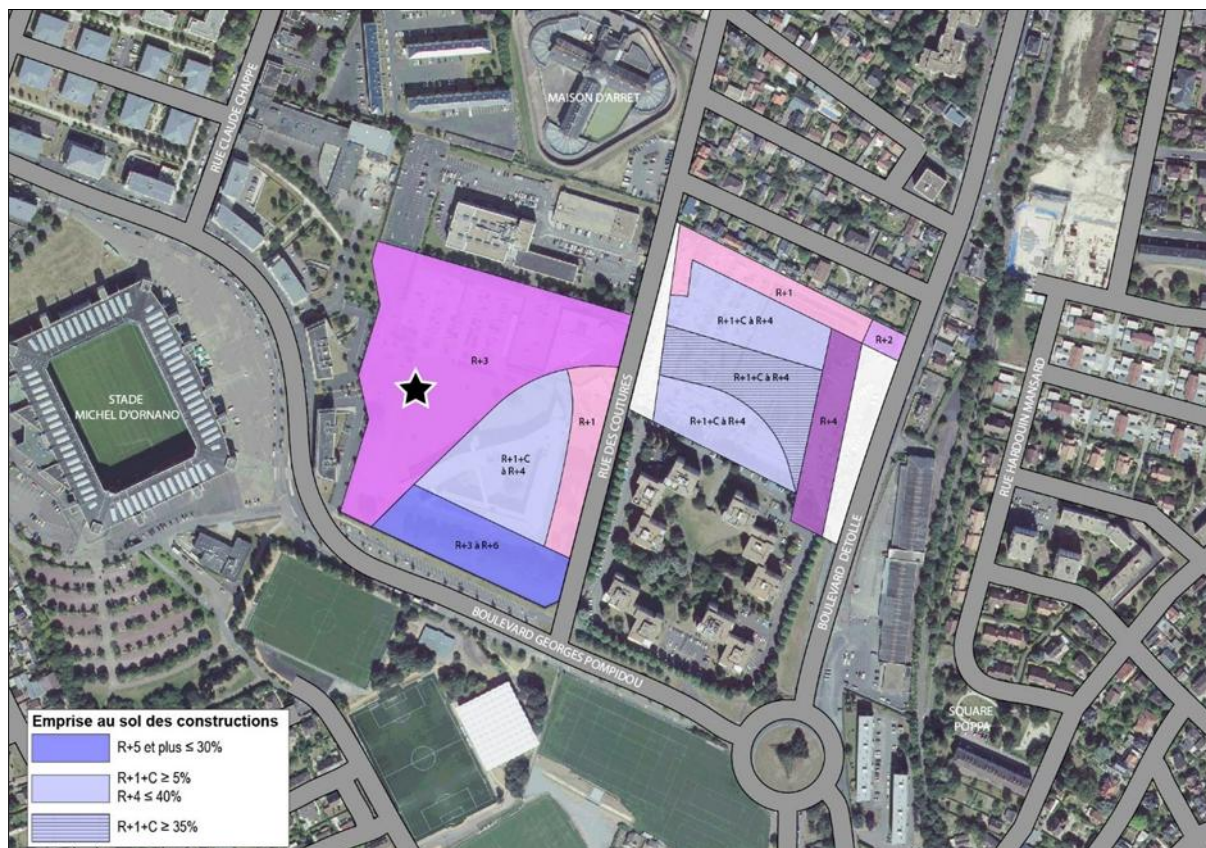 MAISON D'ARRET
RUE CLAUDE CHAPPE
R+1
R+2
R+1+C à R+4
R+3
R+1+C à R+4
STADE
MICHEL D'ORNANO
R+1
RUE DES COUTURES
R+1+C à R+4
R+4
RUE HARDOUIN MANSARD
R+1+C
à R+4
R+3 à R+6
BOULEVARD DETOLLE
BOULEVARD GEORGES POMPIDOU
SQUARE
POPPA
Emprise au sol des constructions
R+5 et plus ≤ 30%
R+1+C ≥ 5%
R+4 ≤ 40%
R+1+C ≥ 35%